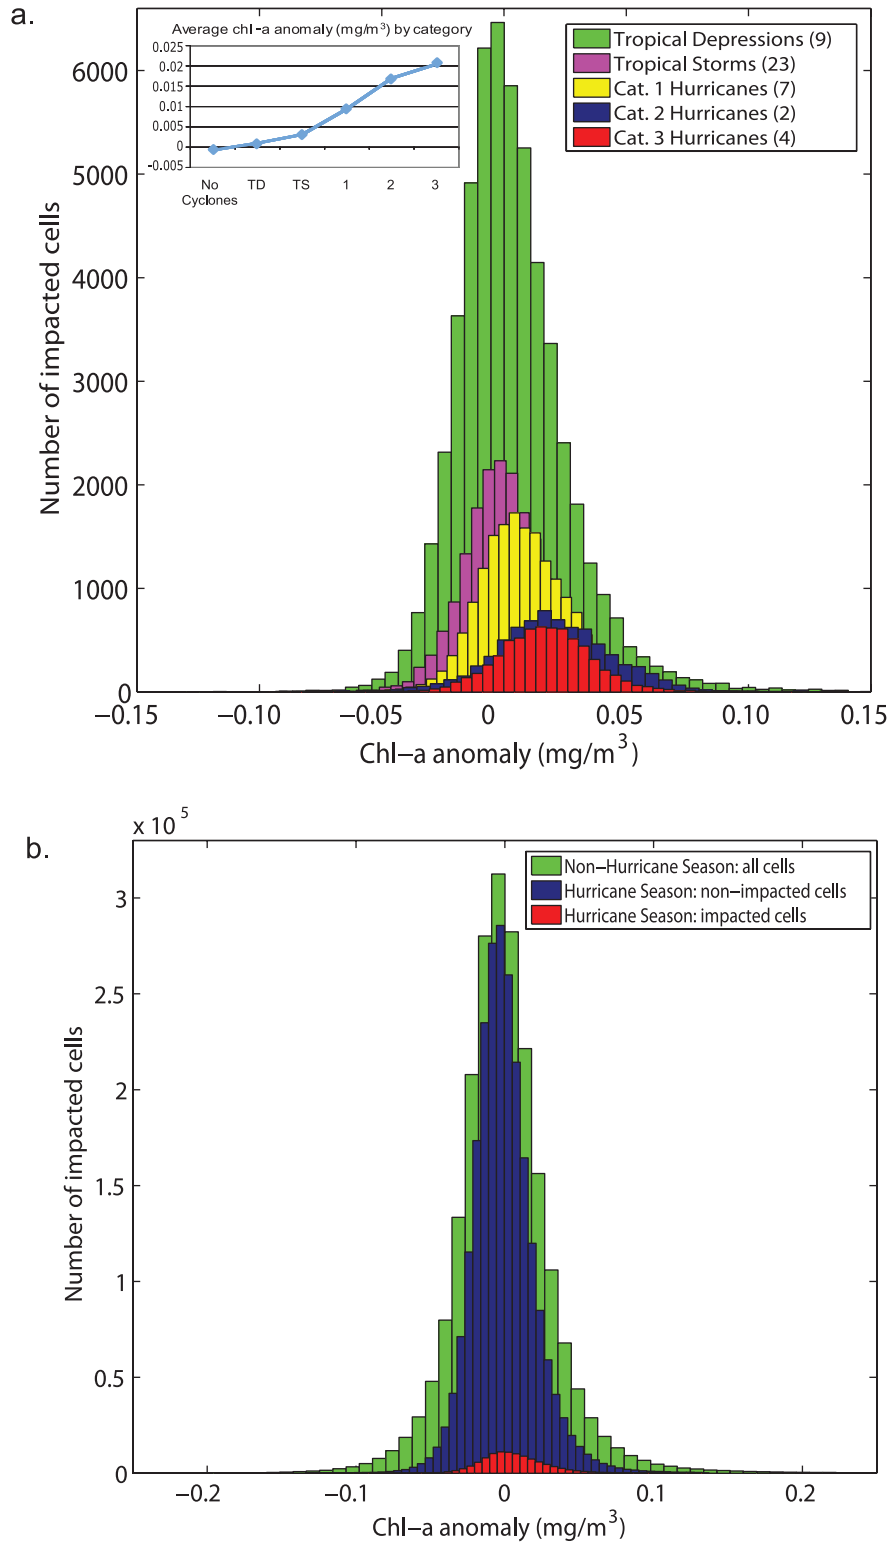 a.
Average chl-a anomaly (mg/m³) by category
0.025
0.02
0.015
0.01
0.005
0
-0.005
No Cyclones TD TS 1 2 3
Tropical Depressions (9)
Tropical Storms (23)
Cat. 1 Hurricanes (7)
Cat. 2 Hurricanes (2)
Cat. 3 Hurricanes (4)
Number of impacted cells
6000
5000
4000
3000
2000
1000
0
−0.15 −0.10 −0.05 0 0.05 0.10 0.15
Chl−a anomaly (mg/m³)
b.
x 10⁵
Non−Hurricane Season: all cells
Hurricane Season: non−impacted cells
Hurricane Season: impacted cells
Number of impacted cells
3
2.5
2
1.5
1
0.5
0
−0.2 −0.1 0 0.1 0.2
Chl−a anomaly (mg/m³)